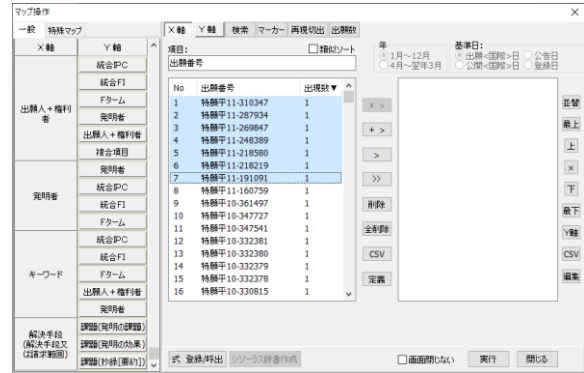 マップ操作
×
一般 特殊マップ
X軸 Y軸
出願人+権利者
統合IPC
統合FI
Fターム
発明者
出願人+権利者
複合項目
発明者
発明者
統合IPC
統合FI
Fターム
キーワード
統合IPC
統合FI
Fターム
出願人+権利者
発明者
解決手段
(解決手段又
は請求範囲)
課題(発明の課題)
課題(発明の効果)
課題(抄録[要約])
X軸 Y軸 検索 マーカー 再現切出 出願数
項目: 類似ソート
出願番号
年
1月~12月
4月~翌年3月
基準日:
出願<国際>日 公告日
公開<国際>日 登録日
No 出願番号 出現数▼
1 特願平11-310347 1
2 特願平11-287934 1
3 特願平11-269847 1
4 特願平11-248389 1
5 特願平11-218580 1
6 特願平11-218219 1
7 特願平11-191091 1
8 特願平11-160759 1
9 特願平10-361497 1
10 特願平10-347727 1
11 特願平10-347541 1
12 特願平10-332381 1
13 特願平10-332380 1
14 特願平10-332379 1
15 特願平10-332378 1
16 特願平10-330815 1
x >
+ >
>
>>
削除
全削除
CSV
定義
並替
最上
上
×
下
最下
Y軸
CSV
編集
式 登録/呼出 シソーラス辞書作成 画面閉じない 実行 閉じる